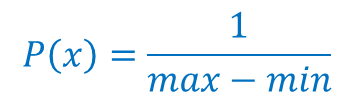 P(x) = 1 / (max − min)